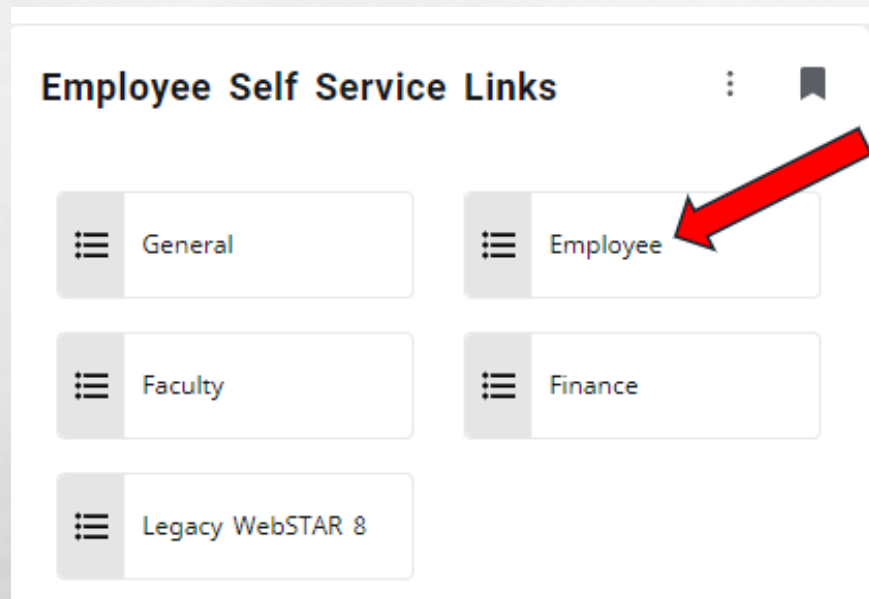 Employee Self Service Links
General
Employee
Faculty
Finance
Legacy WebSTAR 8